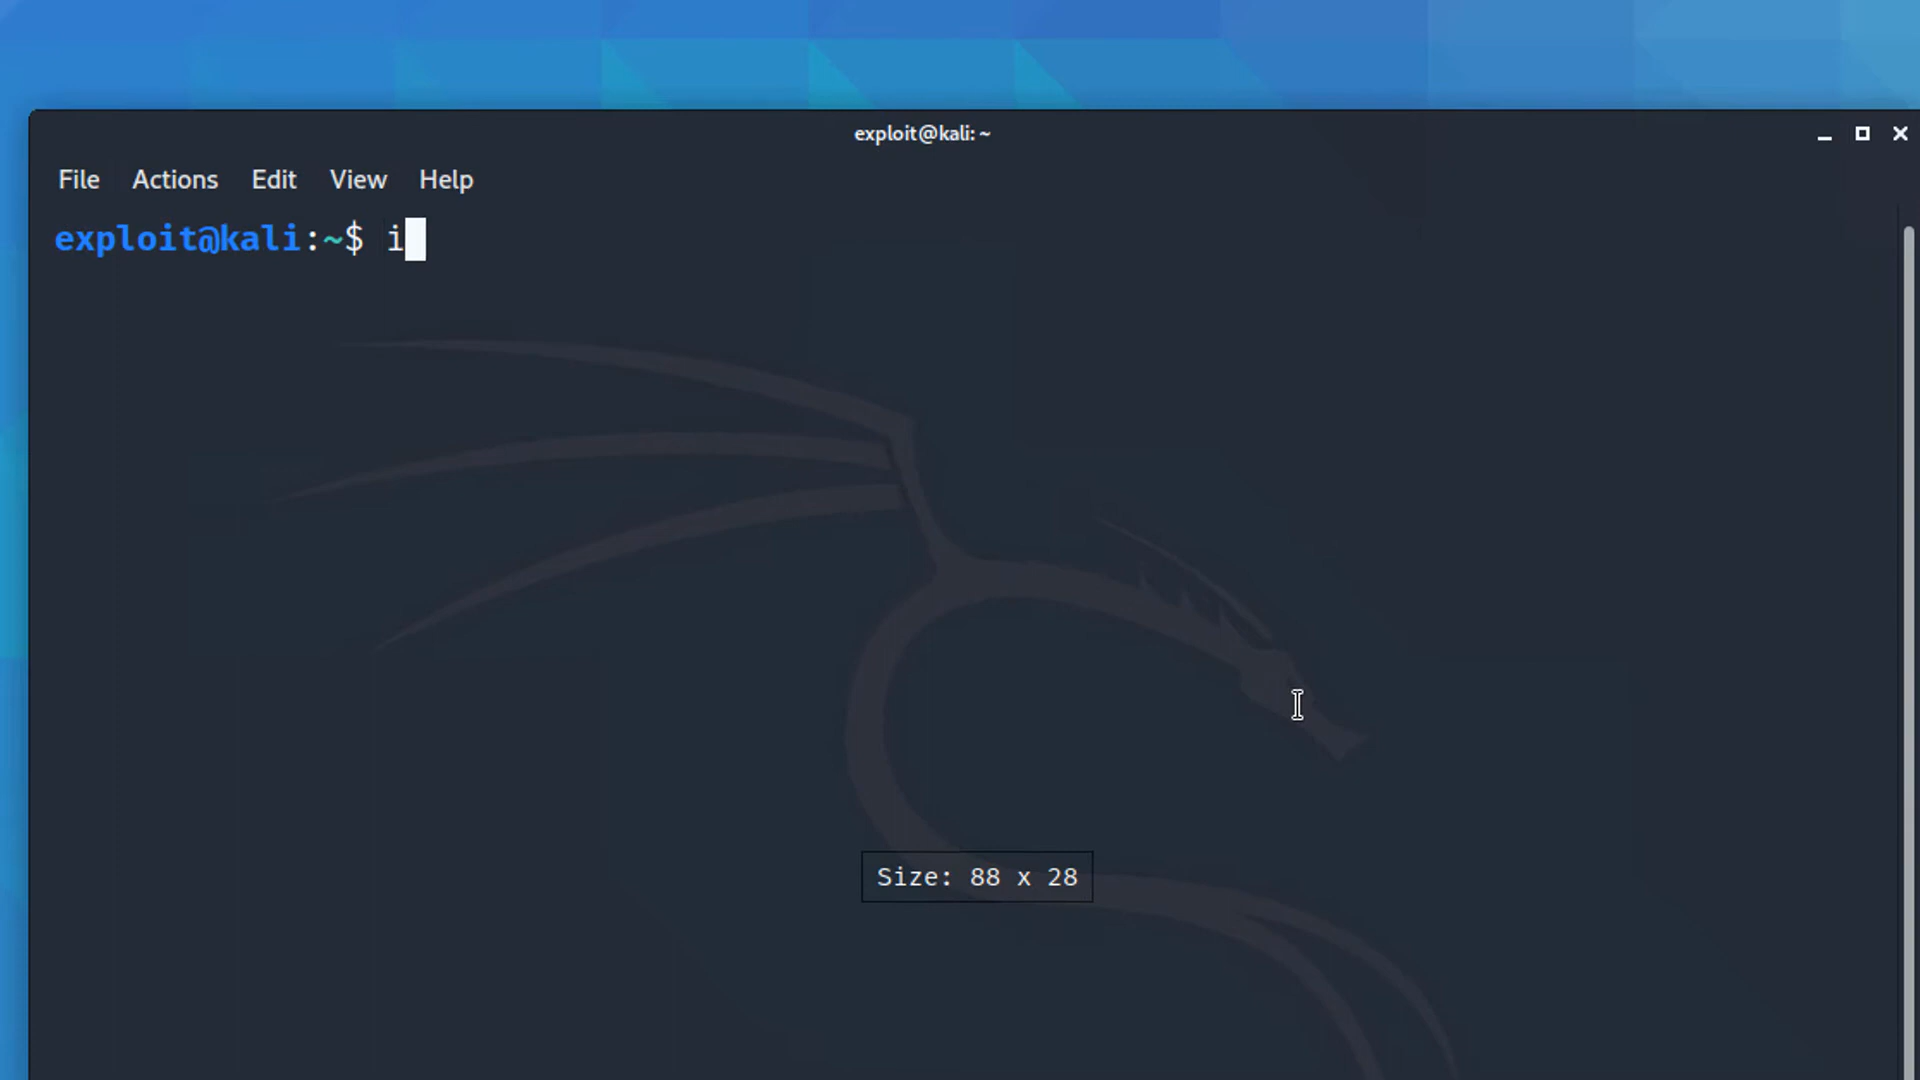 exploit@kali: ~
File Actions Edit View Help
exploit@kali:~$ i
Size: 88 x 28